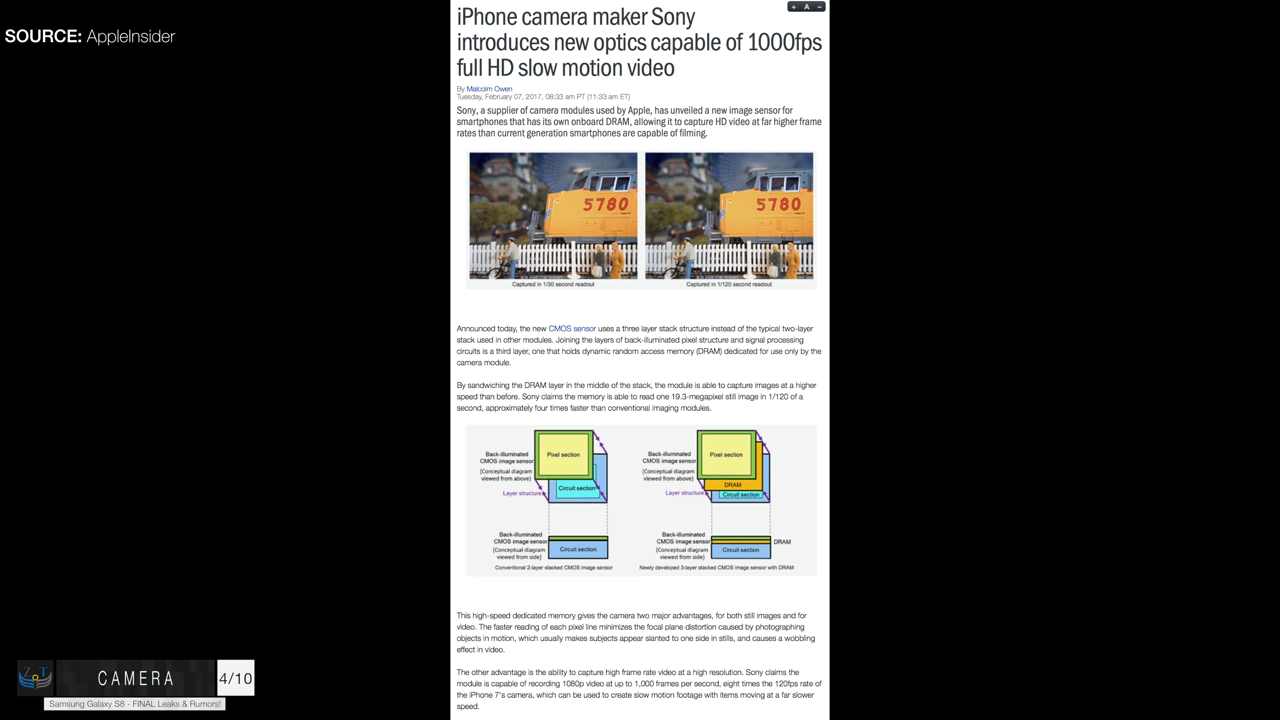 SOURCE: AppleInsider
+ A -
iPhone camera maker Sony
introduces new optics capable of 1000fps
full HD slow motion video
By Malcolm Owen
Tuesday, February 07, 2017, 08:33 am PT (11:33 am ET)
Sony, a supplier of camera modules used by Apple, has unveiled a new image sensor for
smartphones that has its own onboard DRAM, allowing it to capture HD video at far higher frame
rates than current generation smartphones are capable of filming.
5780
5780
Captured in 1/30 second readout
Captured in 1/120 second readout
Announced today, the new CMOS sensor uses a three layer stack structure instead of the typical two-layer
stack used in other modules. Joining the layers of back-illuminated pixel structure and signal processing
circuits is a third layer, one that holds dynamic random access memory (DRAM) dedicated for use only by the
camera module.
By sandwiching the DRAM layer in the middle of the stack, the module is able to capture images at a higher
speed than before. Sony claims the memory is able to read one 19.3-megapixel still image in 1/120 of a
second, approximately four times faster than conventional imaging modules.
Back-illuminated
CMOS image sensor
[Conceptual diagram
viewed from above]
Pixel section
Circuit section
Layer structure
Back-illuminated
CMOS image sensor
[Conceptual diagram
viewed from side]
Circuit section
Conventional 2-layer stacked CMOS image sensor
Back-illuminated
CMOS image sensor
[Conceptual diagram
viewed from above]
Pixel section
DRAM
Circuit section
Layer structure
Back-illuminated
CMOS image sensor
[Conceptual diagram
viewed from side]
DRAM
Circuit section
Newly developed 3-layer stacked CMOS image sensor with DRAM
This high-speed dedicated memory gives the camera two major advantages, for both still images and for
video. The faster reading of each pixel line minimizes the focal plane distortion caused by photographing
objects in motion, which usually makes subjects appear slanted to one side in stills, and causes a wobbling
effect in video.
The other advantage is the ability to capture high frame rate video at a high resolution. Sony claims the
module is capable of recording 1080p video at up to 1,000 frames per second, eight times the 120fps rate of
the iPhone 7's camera, which can be used to create slow motion footage with items moving at a far slower
speed.
CAMERA 4/10
Samsung Galaxy S8 - FINAL Leaks & Rumors!